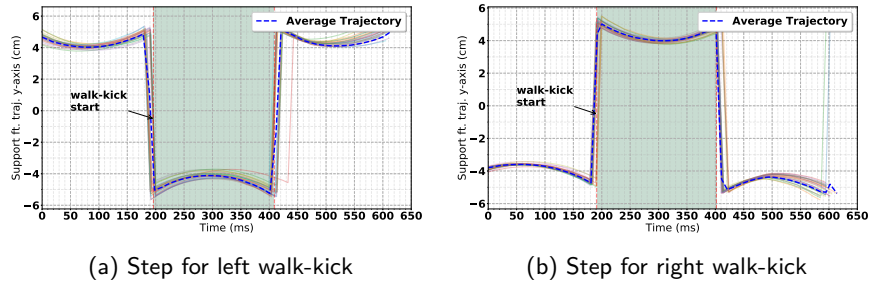 Average Trajectory
Support ft. traj. y-axis (cm)
6
4
2
0
−2
−4
−6
walk-kick
start
0 50 100 150 200 250 300 350 400 450 500 550 600 650
Time (ms)
(a) Step for left walk-kick
Average Trajectory
Support ft. traj. y-axis (cm)
6
4
2
0
−2
−4
−6
walk-kick
start
0 50 100 150 200 250 300 350 400 450 500 550 600 650
Time (ms)
(b) Step for right walk-kick